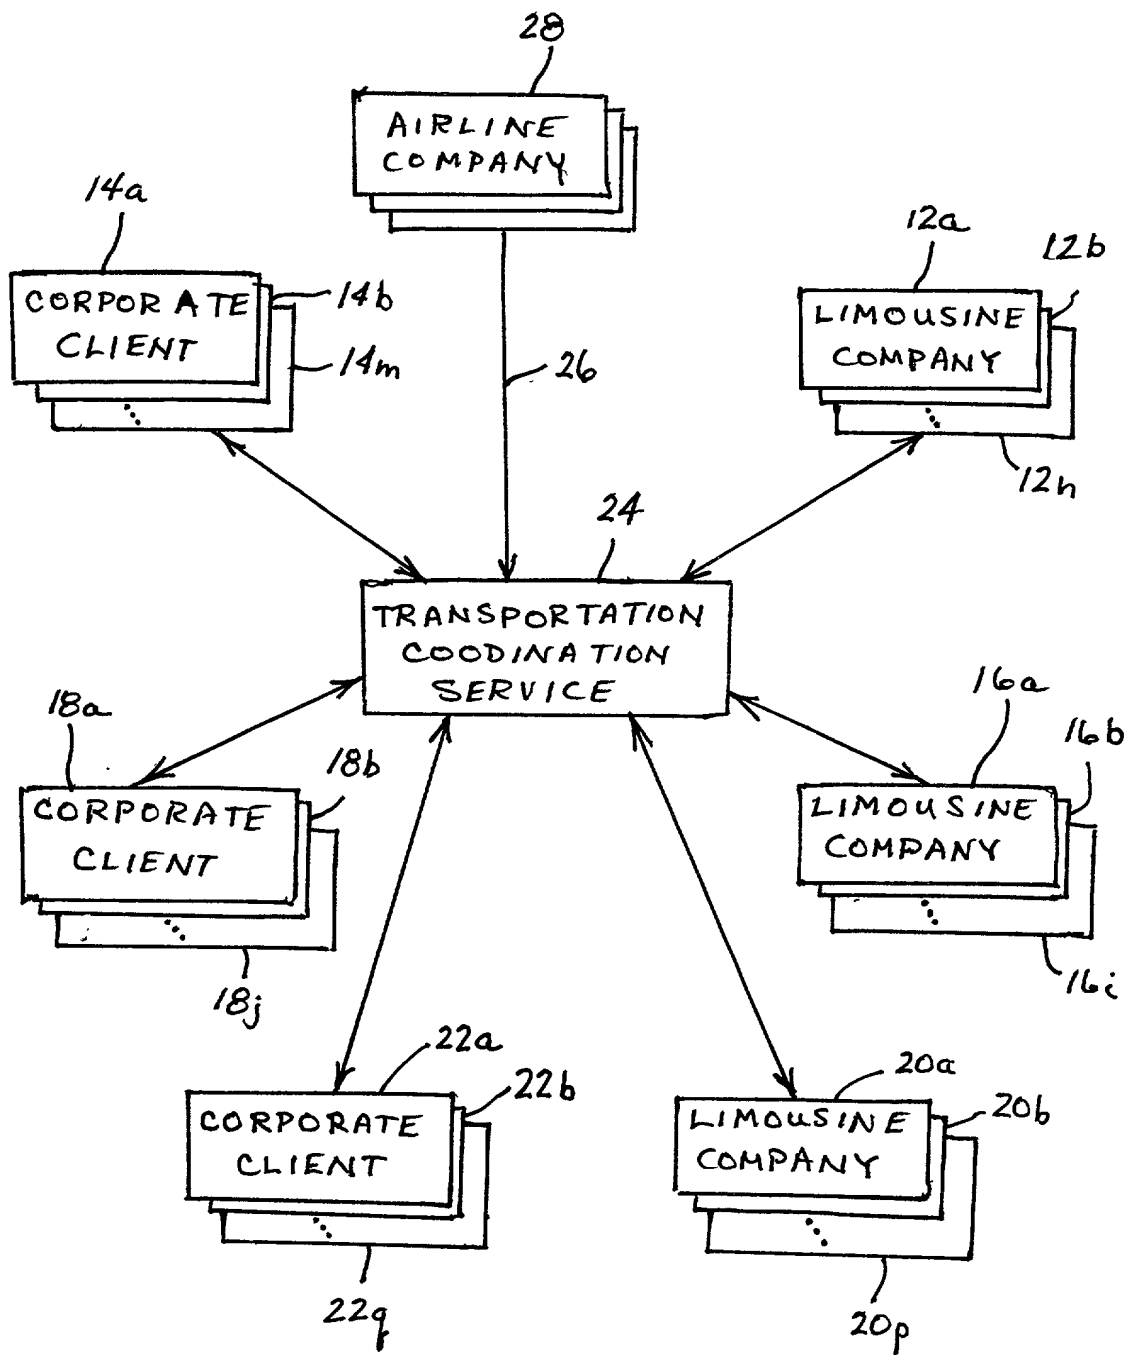 28
AIRLINE
COMPANY
14a
CORPORATE
CLIENT
14b
14m
26
12a
12b
LIMOUSINE
COMPANY
12n
24
TRANSPORTATION
COODINATION
SERVICE
18a
CORPORATE
CLIENT
18b
18j
16a
16b
LIMOUSINE
COMPANY
16i
22a
22b
CORPORATE
CLIENT
22q
20a
20b
LIMOUSINE
COMPANY
20p